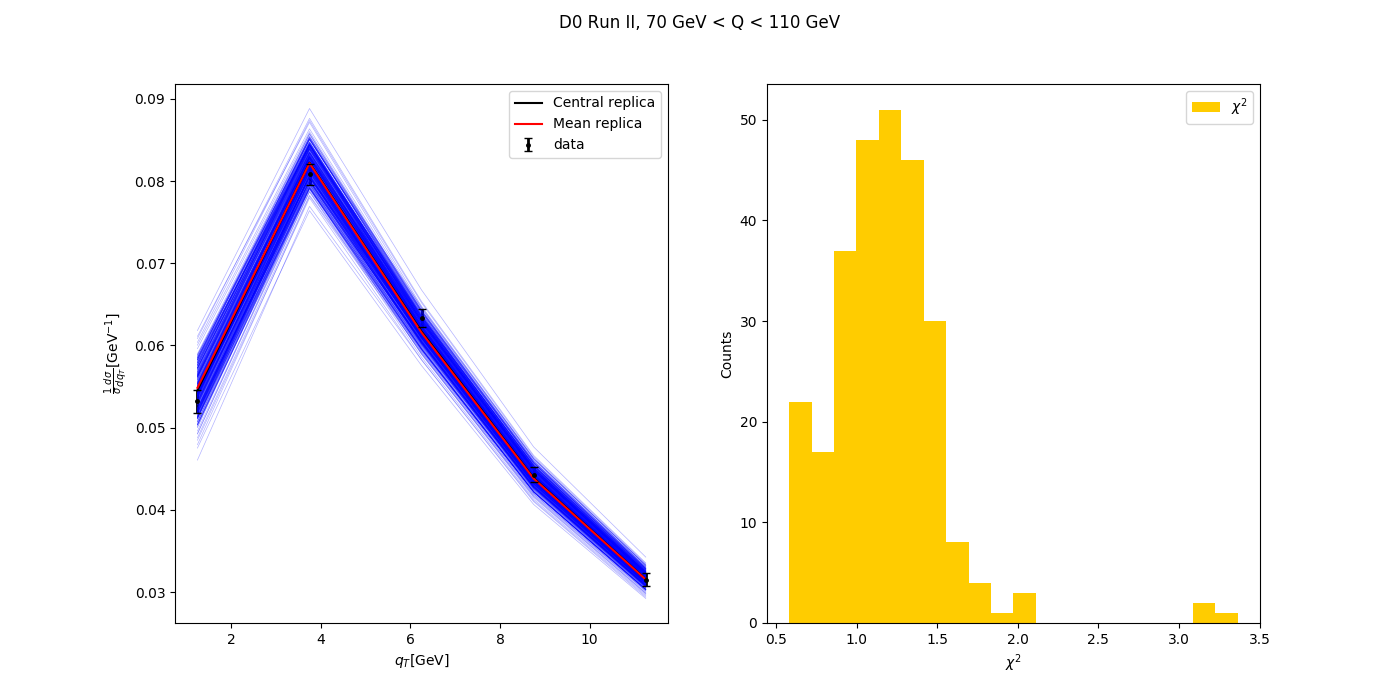 D0 Run II, 70 GeV < Q < 110 GeV
0.09
0.08
0.07
0.06
0.05
0.04
0.03
2
4
6
8
10
q_T[GeV]
\frac{1}{σ}\frac{dσ}{dq_T}[GeV⁻¹]
Central replica
Mean replica
data
50
40
30
20
10
0
0.5
1.0
1.5
2.0
2.5
3.0
3.5
χ²
Counts
χ²